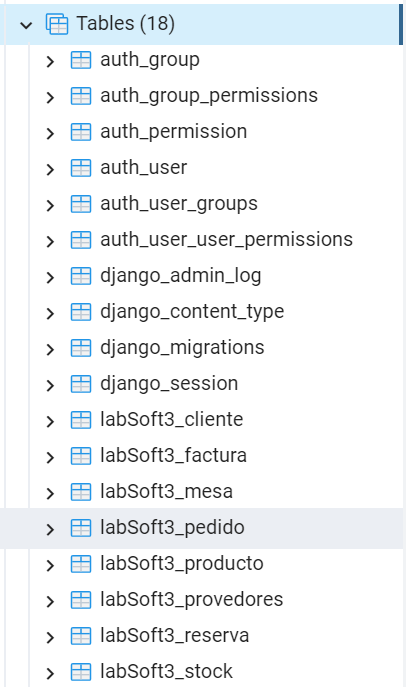 Tables (18)
auth_group
auth_group_permissions
auth_permission
auth_user
auth_user_groups
auth_user_user_permissions
django_admin_log
django_content_type
django_migrations
django_session
labSoft3_cliente
labSoft3_factura
labSoft3_mesa
labSoft3_pedido
labSoft3_producto
labSoft3_provedores
labSoft3_reserva
labSoft3_stock